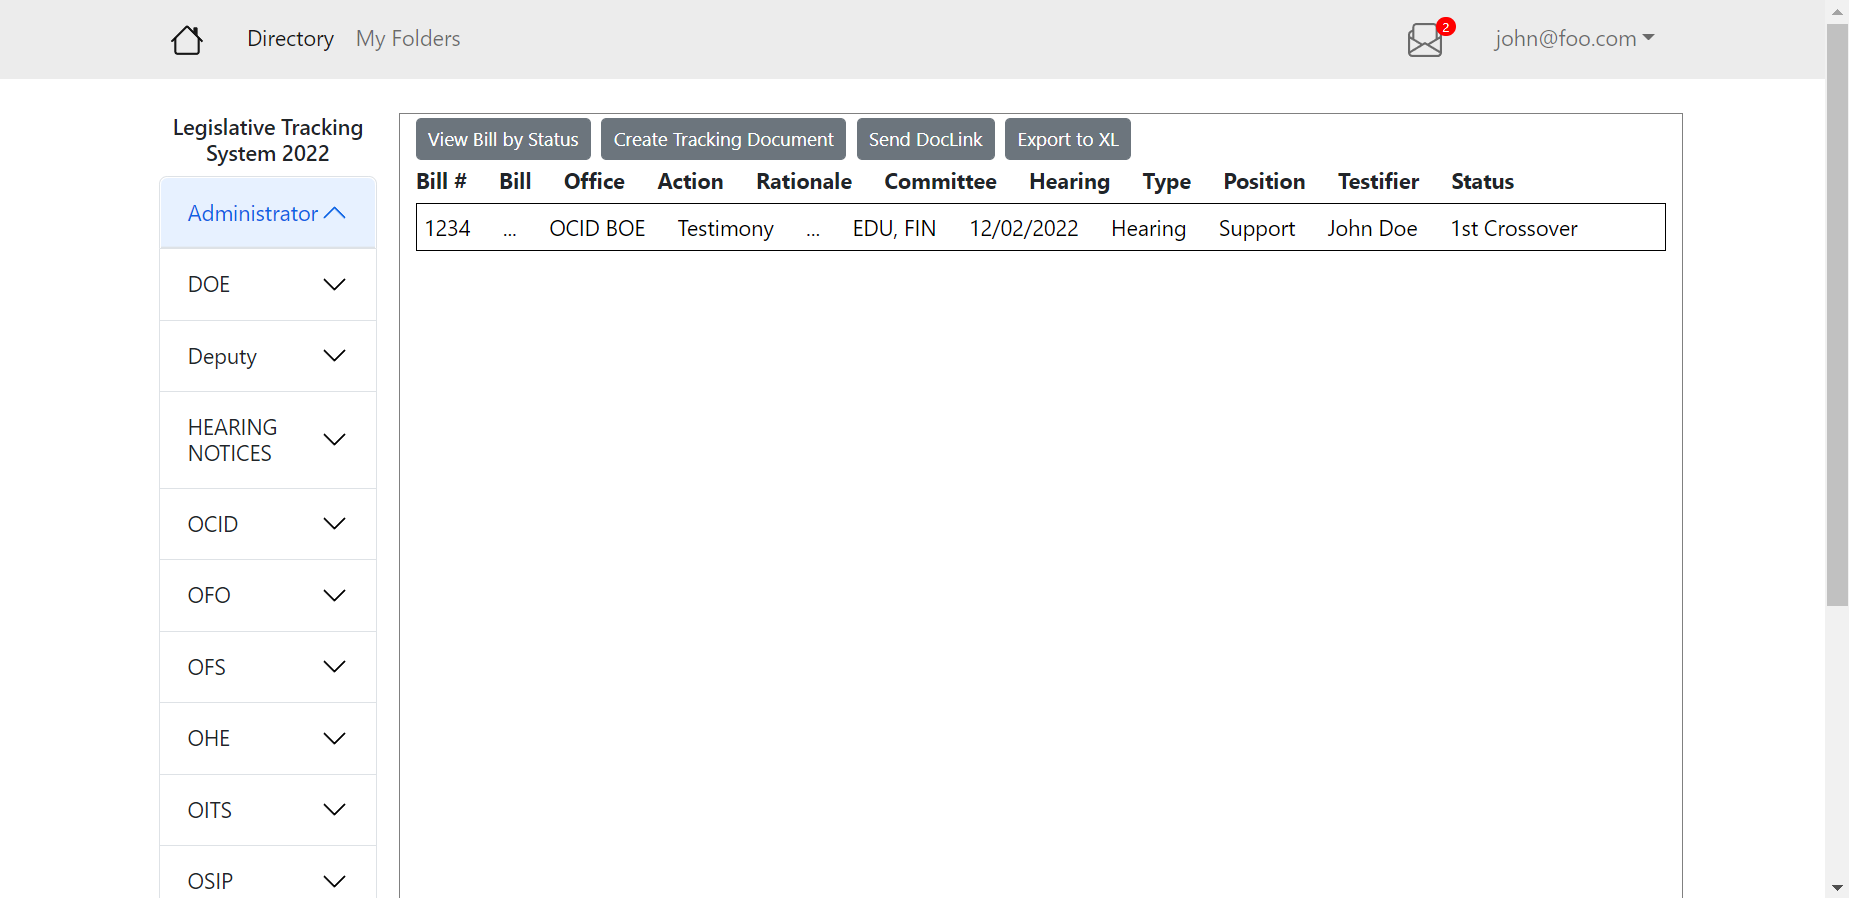 Directory My Folders 2 john@foo.com
Legislative Tracking
System 2022
Administrator
DOE
Deputy
HEARING
NOTICES
OCID
OFO
OFS
OHE
OITS
OSIP
View Bill by Status Create Tracking Document Send DocLink Export to XL
Bill # Bill Office Action Rationale Committee Hearing Type Position Testifier Status
1234 ... OCID BOE Testimony ... EDU, FIN 12/02/2022 Hearing Support John Doe 1st Crossover